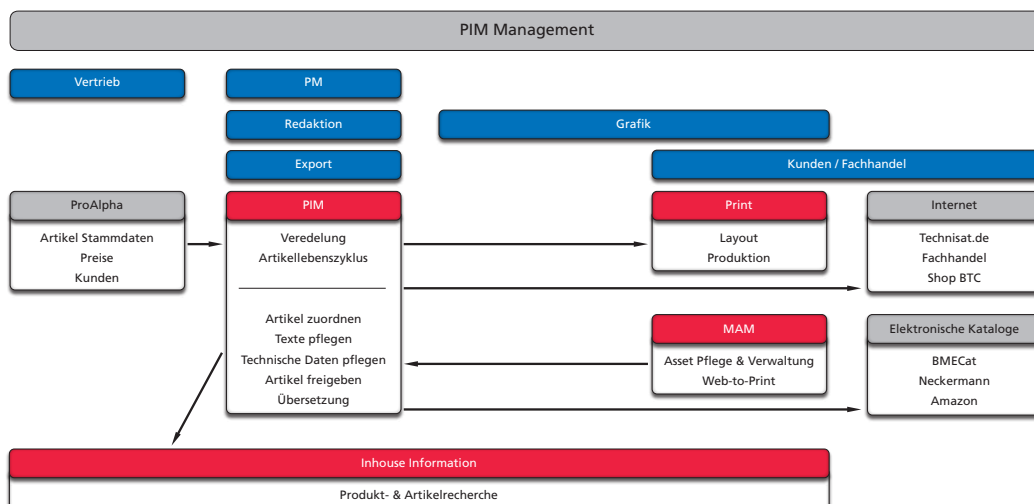 PIM Management
Vertrieb
PM
Redaktion
Grafik
Export
Kunden / Fachhandel
ProAlpha
Artikel Stammdaten
Preise
Kunden
PIM
Veredelung
Artikellebenszyklus
Artikel zuordnen
Texte pflegen
Technische Daten pflegen
Artikel freigeben
Übersetzung
Print
Layout
Produktion
Internet
Technisat.de
Fachhandel
Shop BTC
MAM
Asset Pflege & Verwaltung
Web-to-Print
Elektronische Kataloge
BMECat
Neckermann
Amazon
Inhouse Information
Produkt- & Artikelrecherche